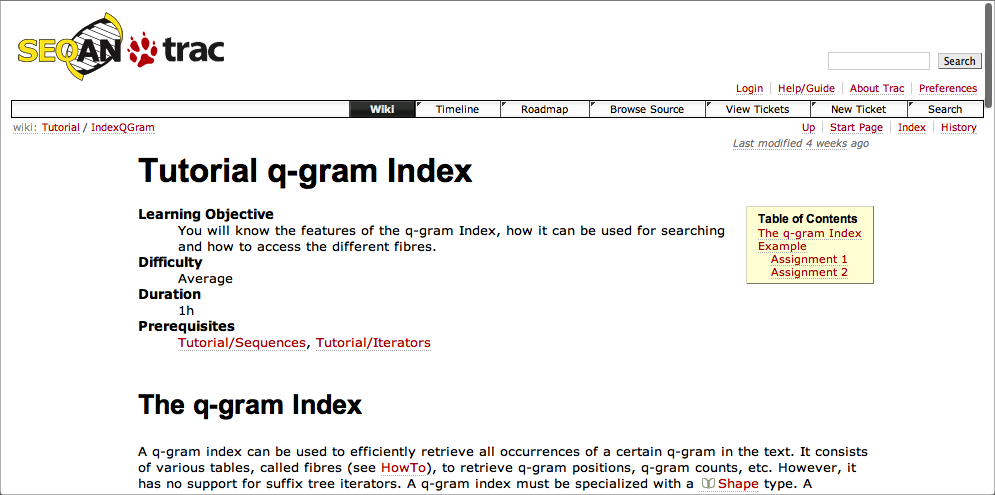 SEQAN trac
Search
Login Help/Guide About Trac Preferences
Wiki Timeline Roadmap Browse Source View Tickets New Ticket Search
wiki: Tutorial / IndexQGram
Up Start Page Index History
Last modified 4 weeks ago
Tutorial q-gram Index
Learning Objective
You will know the features of the q-gram Index, how it can be used for searching
and how to access the different fibres.
Difficulty
Average
Duration
1h
Prerequisites
Tutorial/Sequences, Tutorial/Iterators
Table of Contents
The q-gram Index
Example
Assignment 1
Assignment 2
The q-gram Index
A q-gram index can be used to efficiently retrieve all occurrences of a certain q-gram in the text. It consists
of various tables, called fibres (see HowTo), to retrieve q-gram positions, q-gram counts, etc. However, it
has no support for suffix tree iterators. A q-gram index must be specialized with a Shape type. A